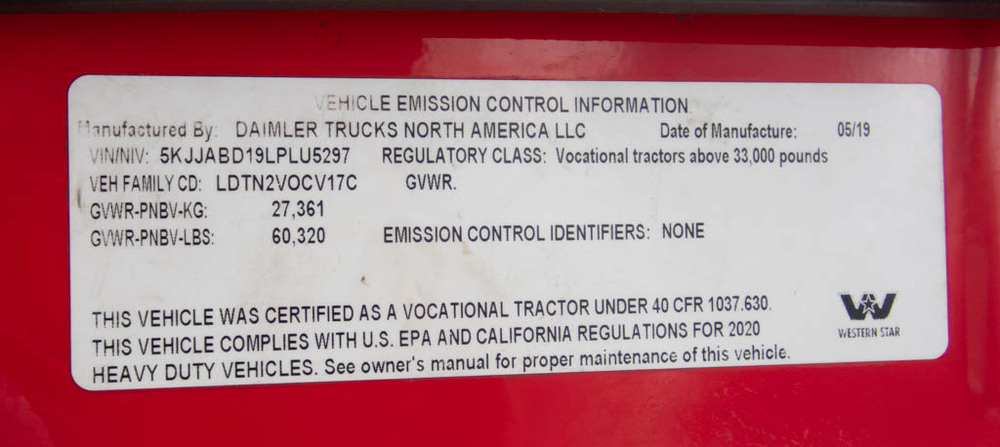 VEHICLE EMISSION CONTROL INFORMATION
Manufactured By: DAIMLER TRUCKS NORTH AMERICA LLC Date of Manufacture: 05/19
VIN/NIV: 5KJJABD19LPLU5297 REGULATORY CLASS: Vocational tractors above 33,000 pounds
VEH FAMILY CD: LDTN2VOCV17C GVWR.
GVWR-PNBV-KG: 27,361
GVWR-PNBV-LBS: 60,320 EMISSION CONTROL IDENTIFIERS: NONE
THIS VEHICLE WAS CERTIFIED AS A VOCATIONAL TRACTOR UNDER 40 CFR 1037.630.
THIS VEHICLE COMPLIES WITH U.S. EPA AND CALIFORNIA REGULATIONS FOR 2020
HEAVY DUTY VEHICLES. See owner's manual for proper maintenance of this vehicle.
WESTERN STAR